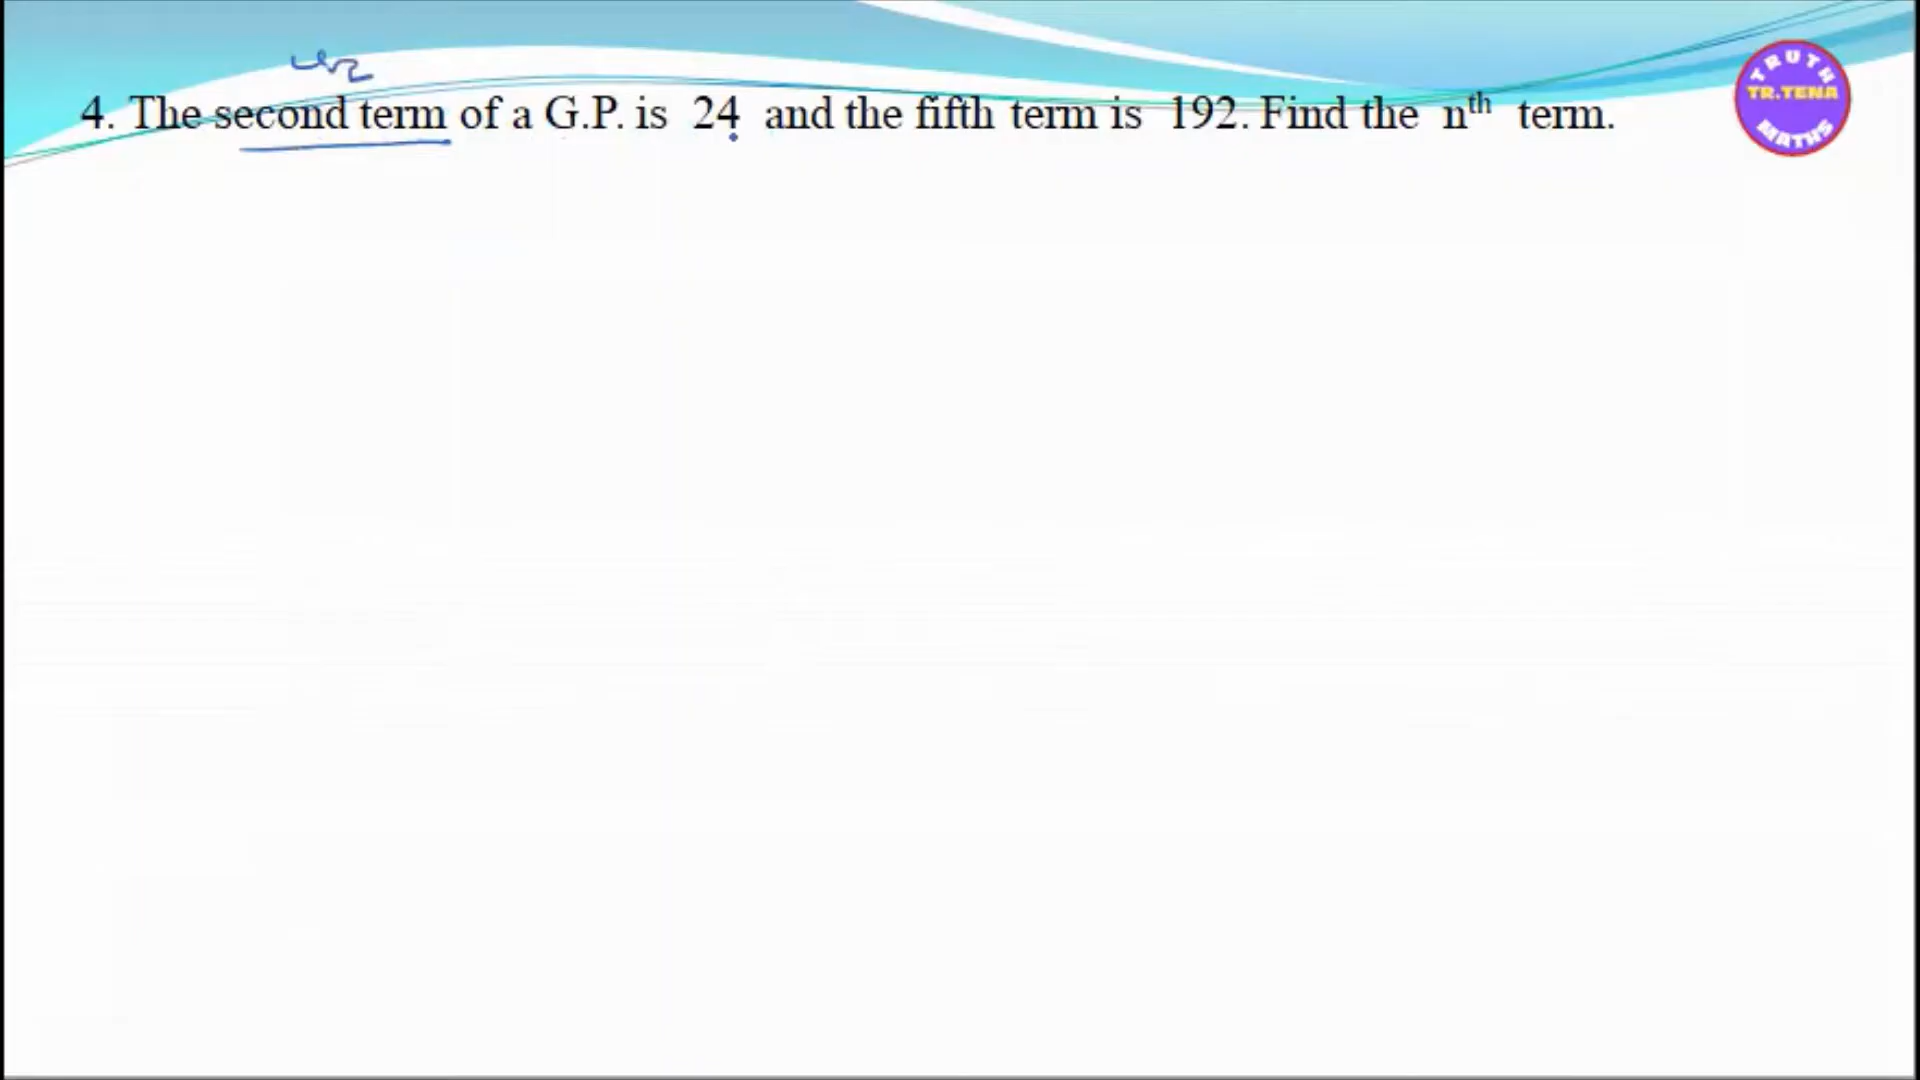 u₂
4. The second term of a G.P. is 24 and the fifth term is 192. Find the nᵗʰ term.
TRUTH
TR.TENA
MATHS